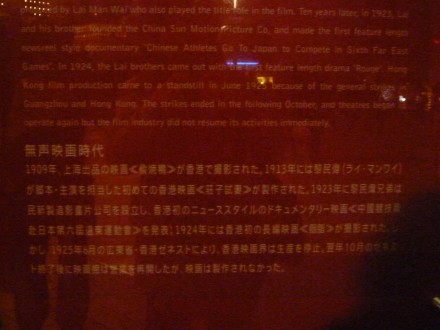 by Lai Man Wai who also played the title role in the film. Ten years later, in 1923, Lai
and his brother founded the China Sun Motion Picture Co, and made the first feature length
newsreel style documentary "Chinese Athletes Go To Japan to Compete in Sixth Far East
Games". In 1924, the Lai brothers came out with feature length drama 'Rouge'. Hong
Kong film production came to a standstill in June 1925 because of the general
Guangzhou and Hong Kong. The strikes ended in the following October, and theatres began
operate again but the film industry did not resume its activities immediately.
無声映画時代
1909年、上海出品の映画が香港で撮影された。1913年には黎民偉(ライ・マンワイ)
が脚本・主演を担当した初めての香港映画≪荘子試妻≫が製作された。1923年に黎民偉兄弟は
民新製造影畫片公司を設立し、香港初のニューススタイルのドキュメンタリー映画≪中國競技員
赴日本第六屆遠東運動會≫を発表; 1924年には香港初の長編映画≪胭脂≫が撮影された。し
かし、1925年6月の広東省・香港ゼネストにより、香港映画界は生産を停止。翌年10月のゼネス
ト終了後に映画館は営業を再開したが、映画は製作されなかった。